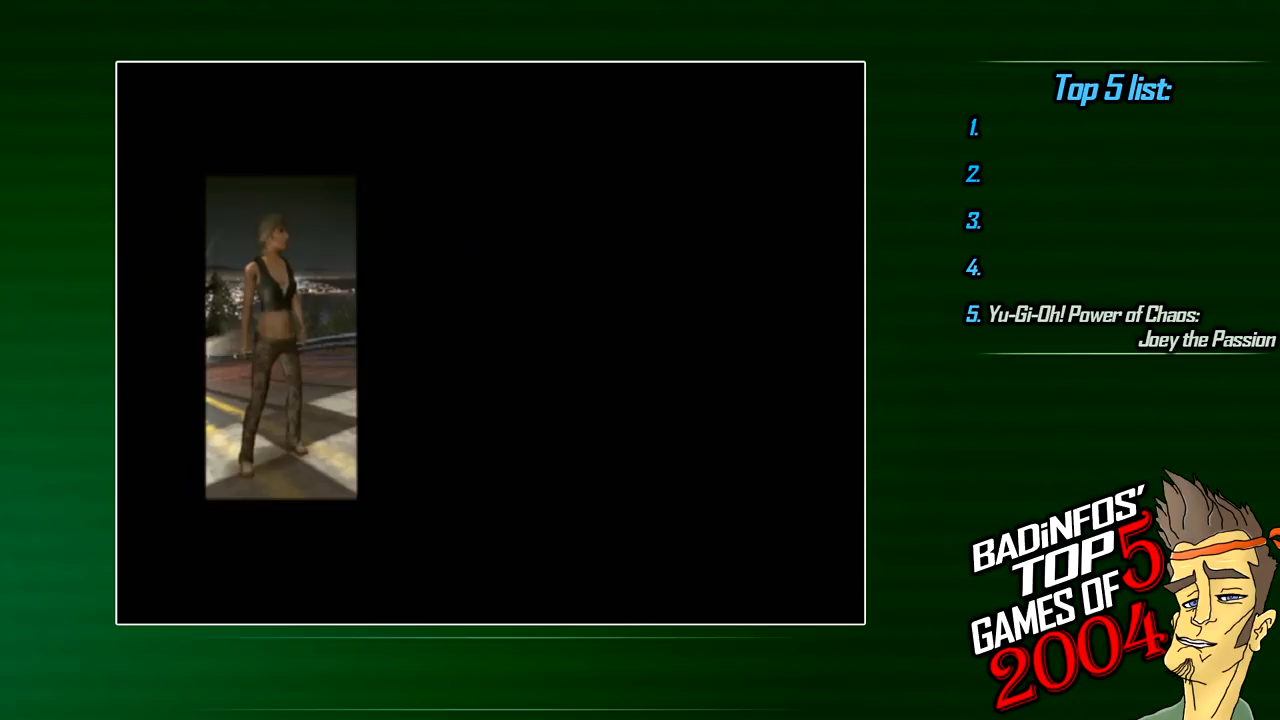 Top 5 list:
1.
2.
3.
4.
5. Yu-Gi-Oh! Power of Chaos:
Joey the Passion
BADiNFOS'
TOP 5
GAMES OF
2004